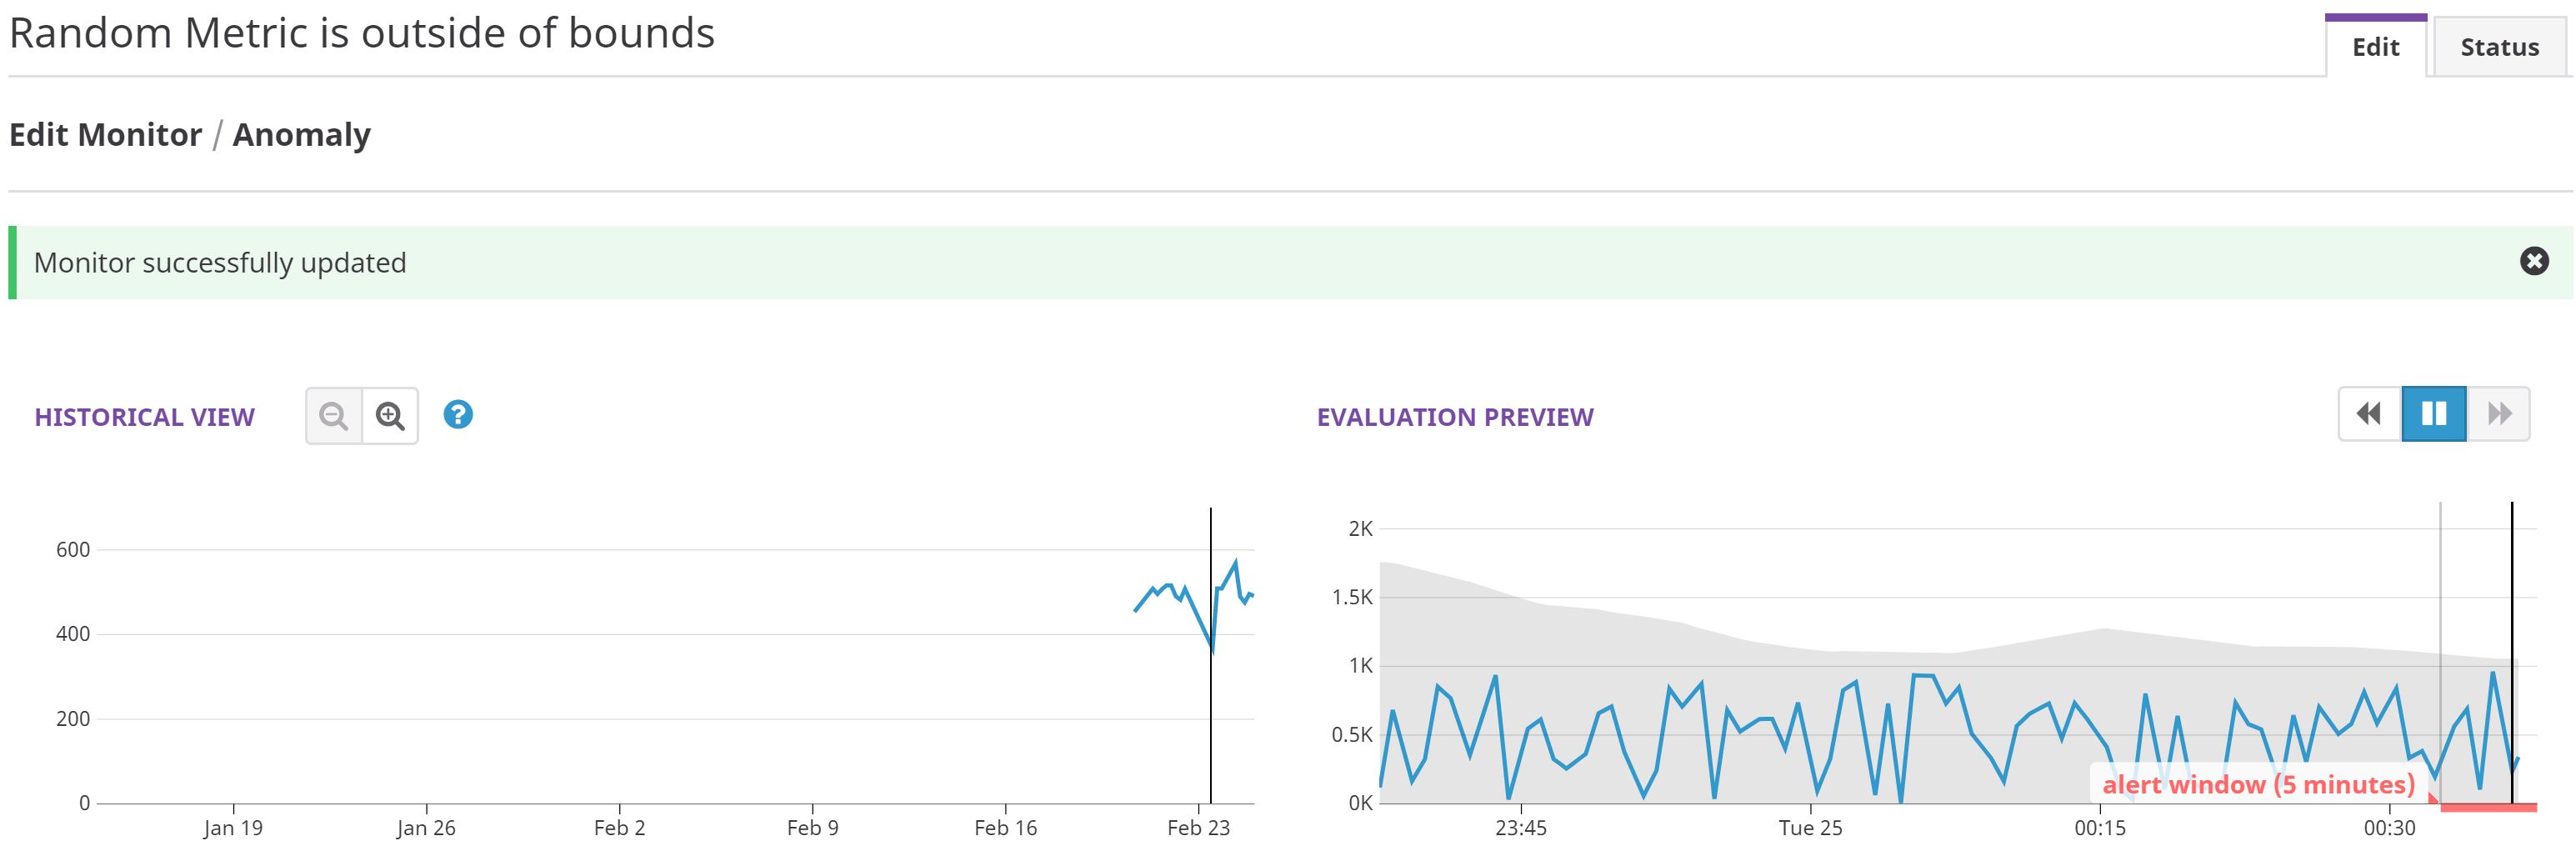 Random Metric is outside of bounds
Edit
Status
Edit Monitor / Anomaly
Monitor successfully updated
HISTORICAL VIEW
?
EVALUATION PREVIEW
600
400
200
0
Jan 19
Jan 26
Feb 2
Feb 9
Feb 16
Feb 23
2K
1.5K
1K
0.5K
0K
alert window (5 minutes)
23:45
Tue 25
00:15
00:30